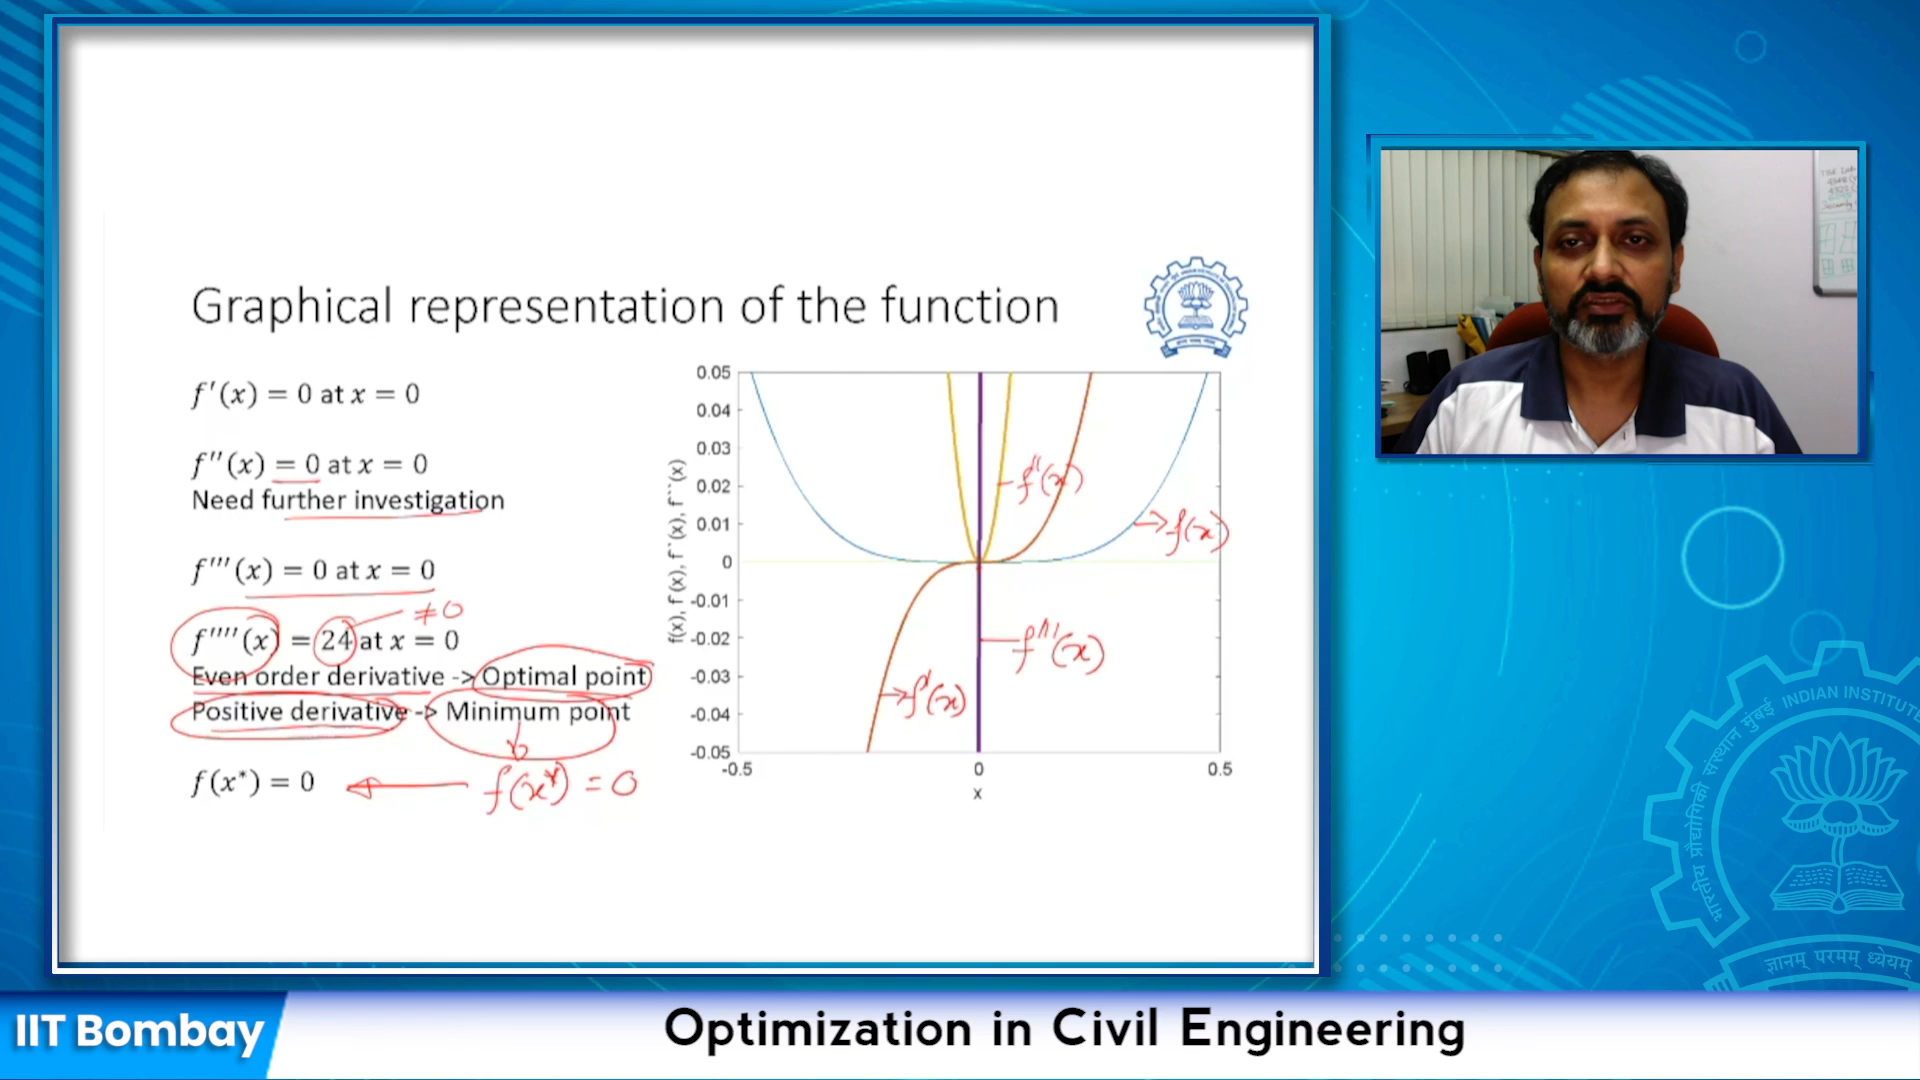 Graphical representation of the function
f′(x) = 0 at x = 0
f′′(x) = 0 at x = 0
Need further investigation
f′′′(x) = 0 at x = 0
≠0
f′′′′(x) = 24 at x = 0
Even order derivative -> Optimal point
Positive derivative -> Minimum point
f(x*) = 0
f(x*) = 0
f(x), f`(x), f``(x), f```(x)
0.05
0.04
0.03
0.02
0.01
0
-0.01
-0.02
-0.03
-0.04
-0.05
-0.5
0
0.5
x
f''(x)
f(x)
f'''(x)
f'(x)
INDIAN INSTITUTE
भारतीय प्रौद्योगिकी संस्थान मुंबई
ज्ञानम् परमम् ध्येयम्
IIT Bombay
Optimization in Civil Engineering